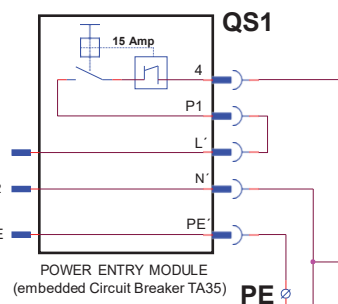 QS1
15 Amp
4
P1
L´
N´
PE´
POWER ENTRY MODULE
(embedded Circuit Breaker TA35)
PE